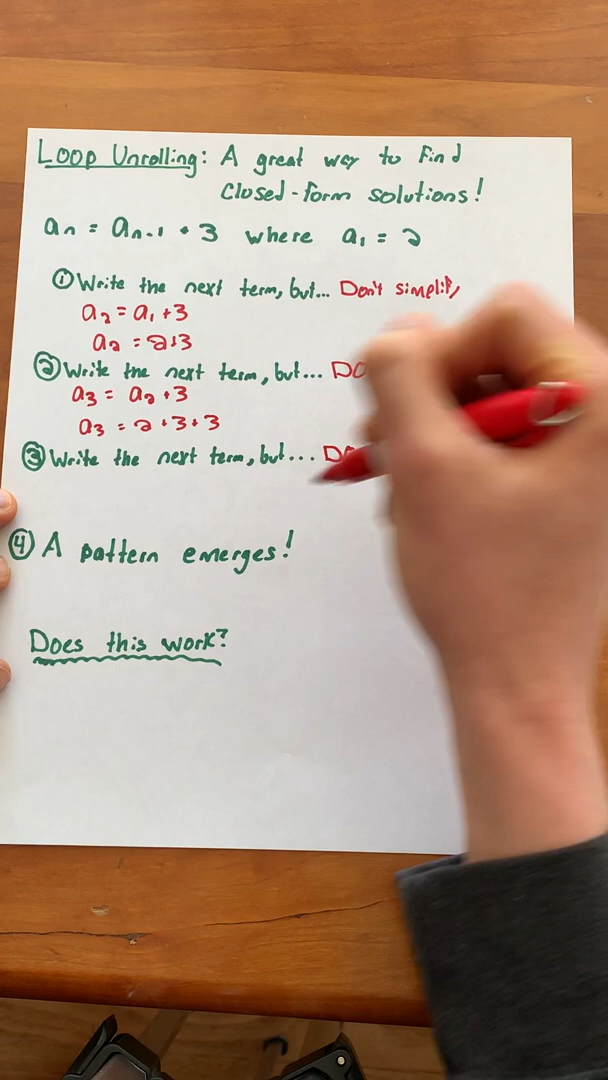 Loop Unrolling: A great way to find
closed-form solutions!
an = an-1 + 3 where a1 = 2
① Write the next term, but... Don't simplify
a2 = a1 + 3
a2 = 2+3
② Write the next term, but... DO
a3 = a2 + 3
a3 = 2 + 3 + 3
③ Write the next term, but... DO
④ A pattern emerges!
Does this work?